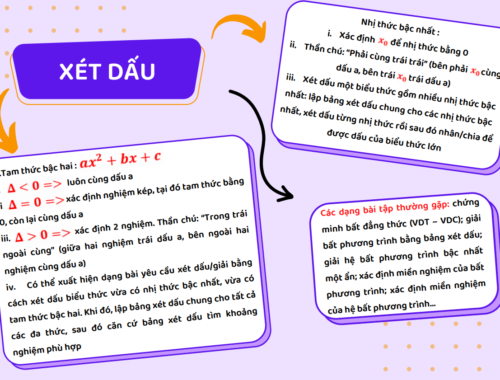 XÉT DẤU
Nhị thức bậc nhất :
i. Xác định x₀ để nhị thức bằng 0
ii. Thần chú: “Phải cùng trái trái” (bên phải x₀ cùng
dấu a, bên trái x₀ trái dấu a)
iii. Xét dấu một biểu thức gồm nhiều nhị thức bậc
nhất: lập bảng xét dấu chung cho các nhị thức bậc
nhất, xét dấu từng nhị thức rồi sau đó nhân/chia để
được dấu của biểu thức lớn
.Tam thức bậc hai : ax² + bx + c
Δ < 0 => luôn cùng dấu a
i Δ = 0 => xác định nghiệm kép, tại đó tam thức bằng
0, còn lại cùng dấu a
iii. Δ > 0 => xác định 2 nghiệm. Thần chú: “Trong trái
ngoài cùng” (giữa hai nghiệm trái dấu a, bên ngoài hai
nghiệm cùng dấu a)
iv. Có thể xuất hiện dạng bài yêu cầu xét dấu/giải bằng
cách xét dấu biểu thức vừa có nhị thức bậc nhất, vừa có
tam thức bậc hai. Khi đó, lập bảng xét dấu chung cho tất cả
các đa thức, sau đó căn cứ bảng xét dấu tìm khoảng
nghiệm phù hợp
Các dạng bài tập thường gặp: chứng
minh bất đẳng thức (VDT – VDC); giải
bất phương trình bằng bảng xét dấu;
giải hệ bất phương trình bậc nhất
một ẩn; xác định miền nghiệm của bất
phương trình; xác định miền nghiệm
của hệ bất phương trình...